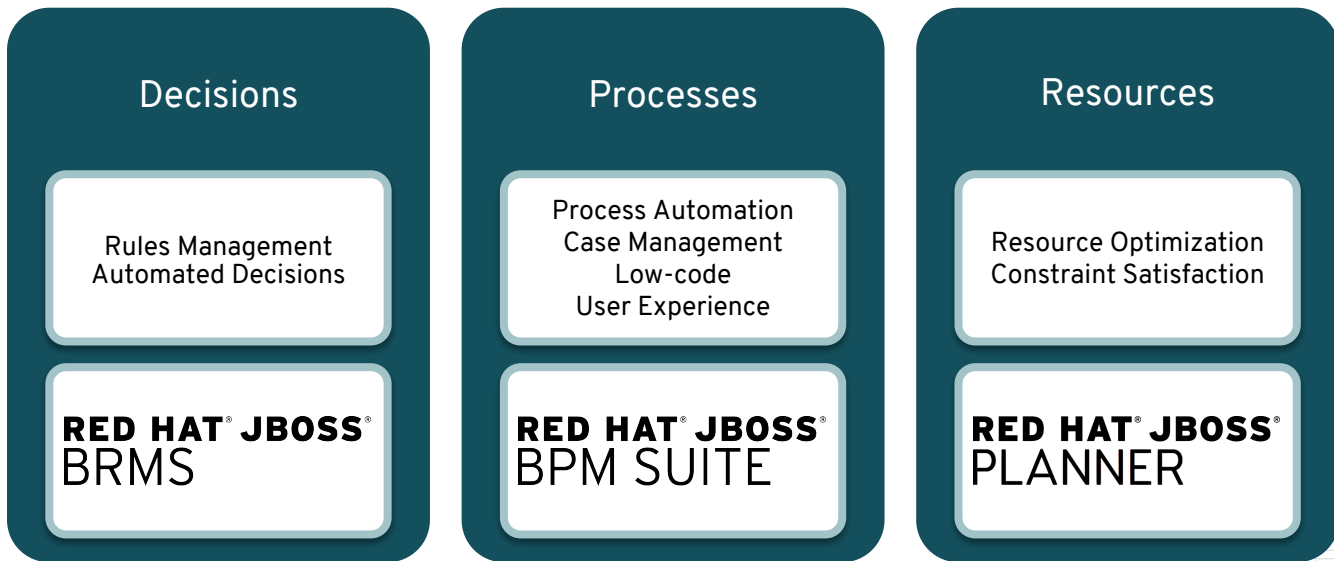 Decisions
Rules Management
Automated Decisions
RED HAT® JBOSS®
BRMS
Processes
Process Automation
Case Management
Low-code
User Experience
RED HAT® JBOSS®
BPM SUITE
Resources
Resource Optimization
Constraint Satisfaction
RED HAT® JBOSS®
PLANNER